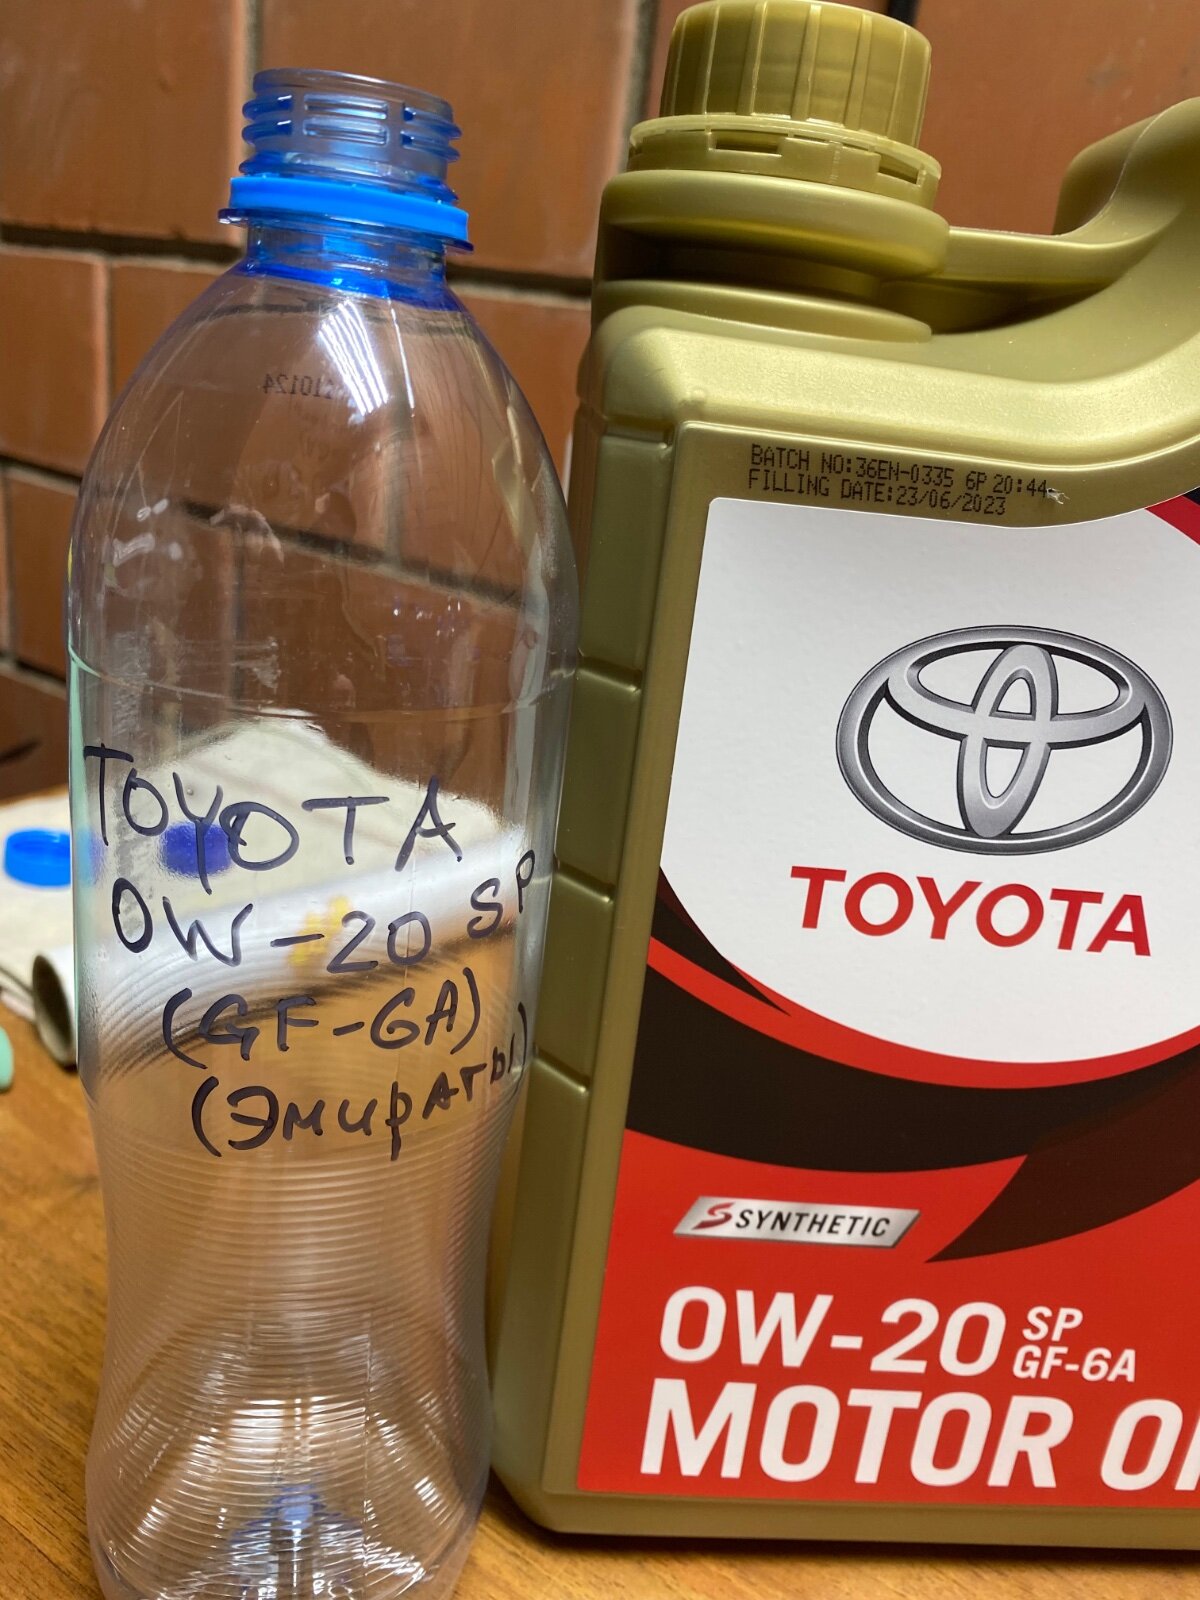 TOYOTA
0W-20 SP
(GF-6A)
(Эмираты)
BATCH NO:36EN-0335 6P 20:44
FILLING DATE:23/06/2023
TOYOTA
SYNTHETIC
0W-20 SP
GF-6A
MOTOR